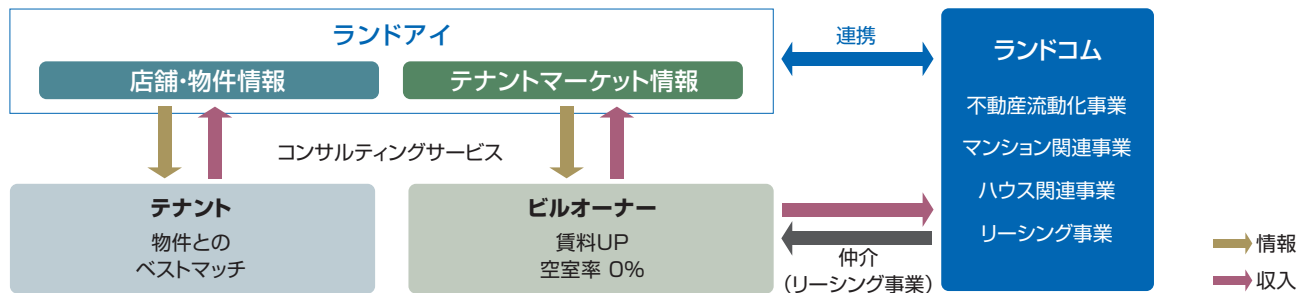 ランドアイ
店舗・物件情報
テナントマーケット情報
コンサルティングサービス
テナント
物件との
ベストマッチ
ビルオーナー
賃料UP
空室率 0%
連携
仲介
(リーシング事業)
ランドコム
不動産流動化事業
マンション関連事業
ハウス関連事業
リーシング事業
情報
収入